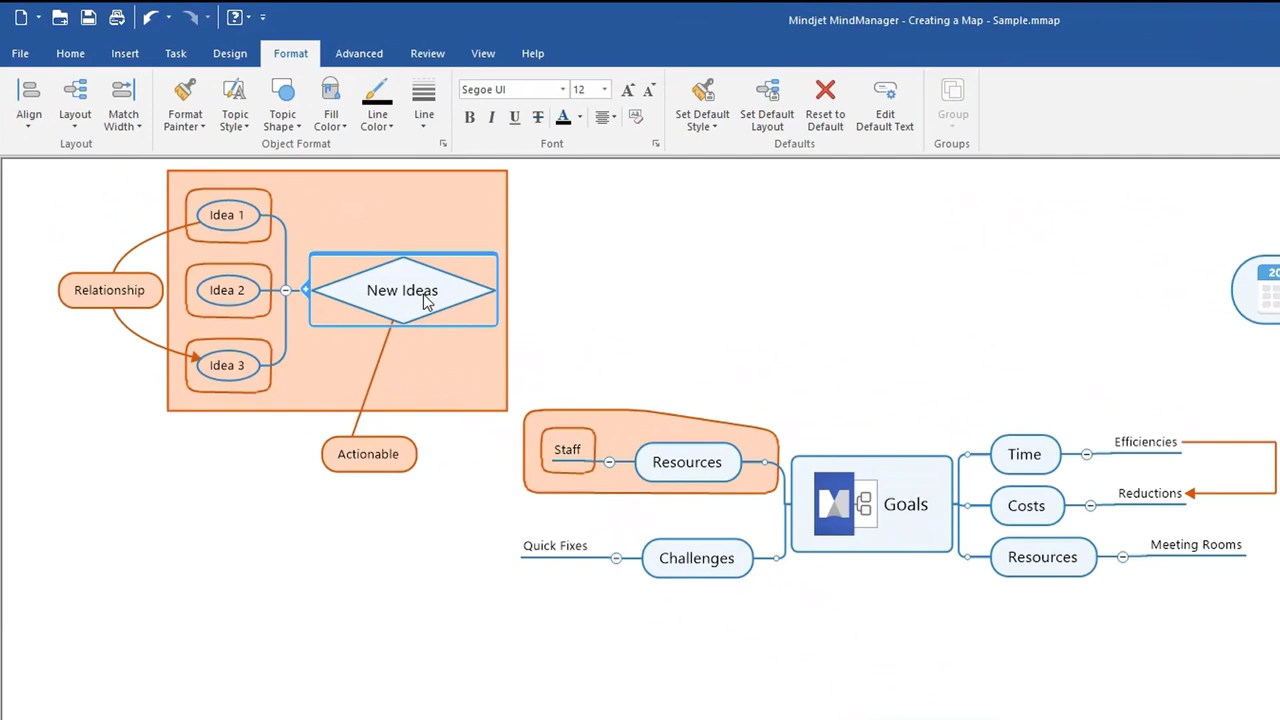 Mindjet MindManager - Creating a Map - Sample.mmap
File Home Insert Task Design Format Advanced Review View Help
Align Layout Match Width
Format Painter Topic Style Topic Shape Fill Color Line Color Line
Segoe UI 12
B I U T A
Set Default Style Set Default Layout Reset to Default Edit Default Text
Group
Layout Object Format Font Defaults Groups
Idea 1
Relationship
Idea 2
New Ideas
Idea 3
20
Actionable
Staff
Resources
Quick Fixes
Challenges
Goals
Time
Efficiencies
Costs
Reductions
Resources
Meeting Rooms